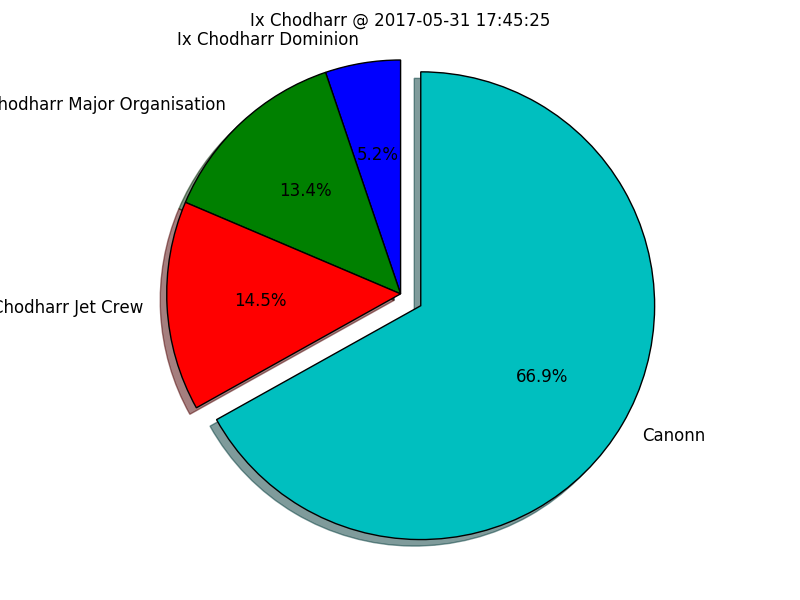 Ix Chodharr @ 2017-05-31 17:45:25
Ix Chodharr Dominion
hodharr Major Organisation
5.2%
13.4%
14.5%
Chodharr Jet Crew
66.9%
Canonn